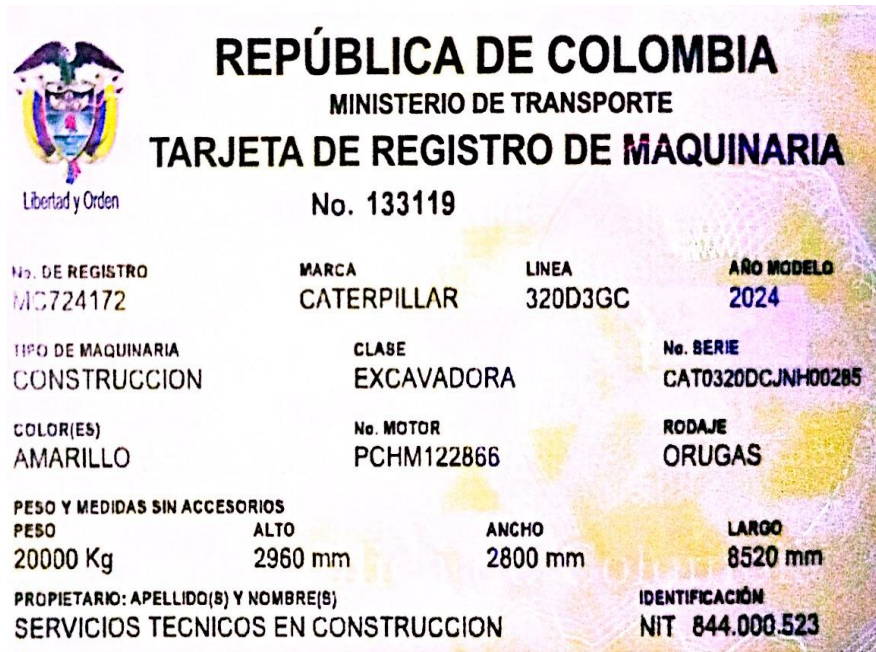 REPÚBLICA DE COLOMBIA
MINISTERIO DE TRANSPORTE
TARJETA DE REGISTRO DE MAQUINARIA
Libertad y Orden
No. 133119
No. DE REGISTRO MARCA LINEA AÑO MODELO
MC724172 CATERPILLAR 320D3GC 2024
TIPO DE MAQUINARIA CLASE No. SERIE
CONSTRUCCION EXCAVADORA CAT0320DCJNH00285
COLOR(ES) No. MOTOR RODAJE
AMARILLO PCHM122866 ORUGAS
PESO Y MEDIDAS SIN ACCESORIOS
PESO ALTO ANCHO LARGO
20000 Kg 2960 mm 2800 mm 8520 mm
PROPIETARIO: APELLIDO(S) Y NOMBRE(S) IDENTIFICACIÓN
SERVICIOS TECNICOS EN CONSTRUCCION NIT 844.000.523